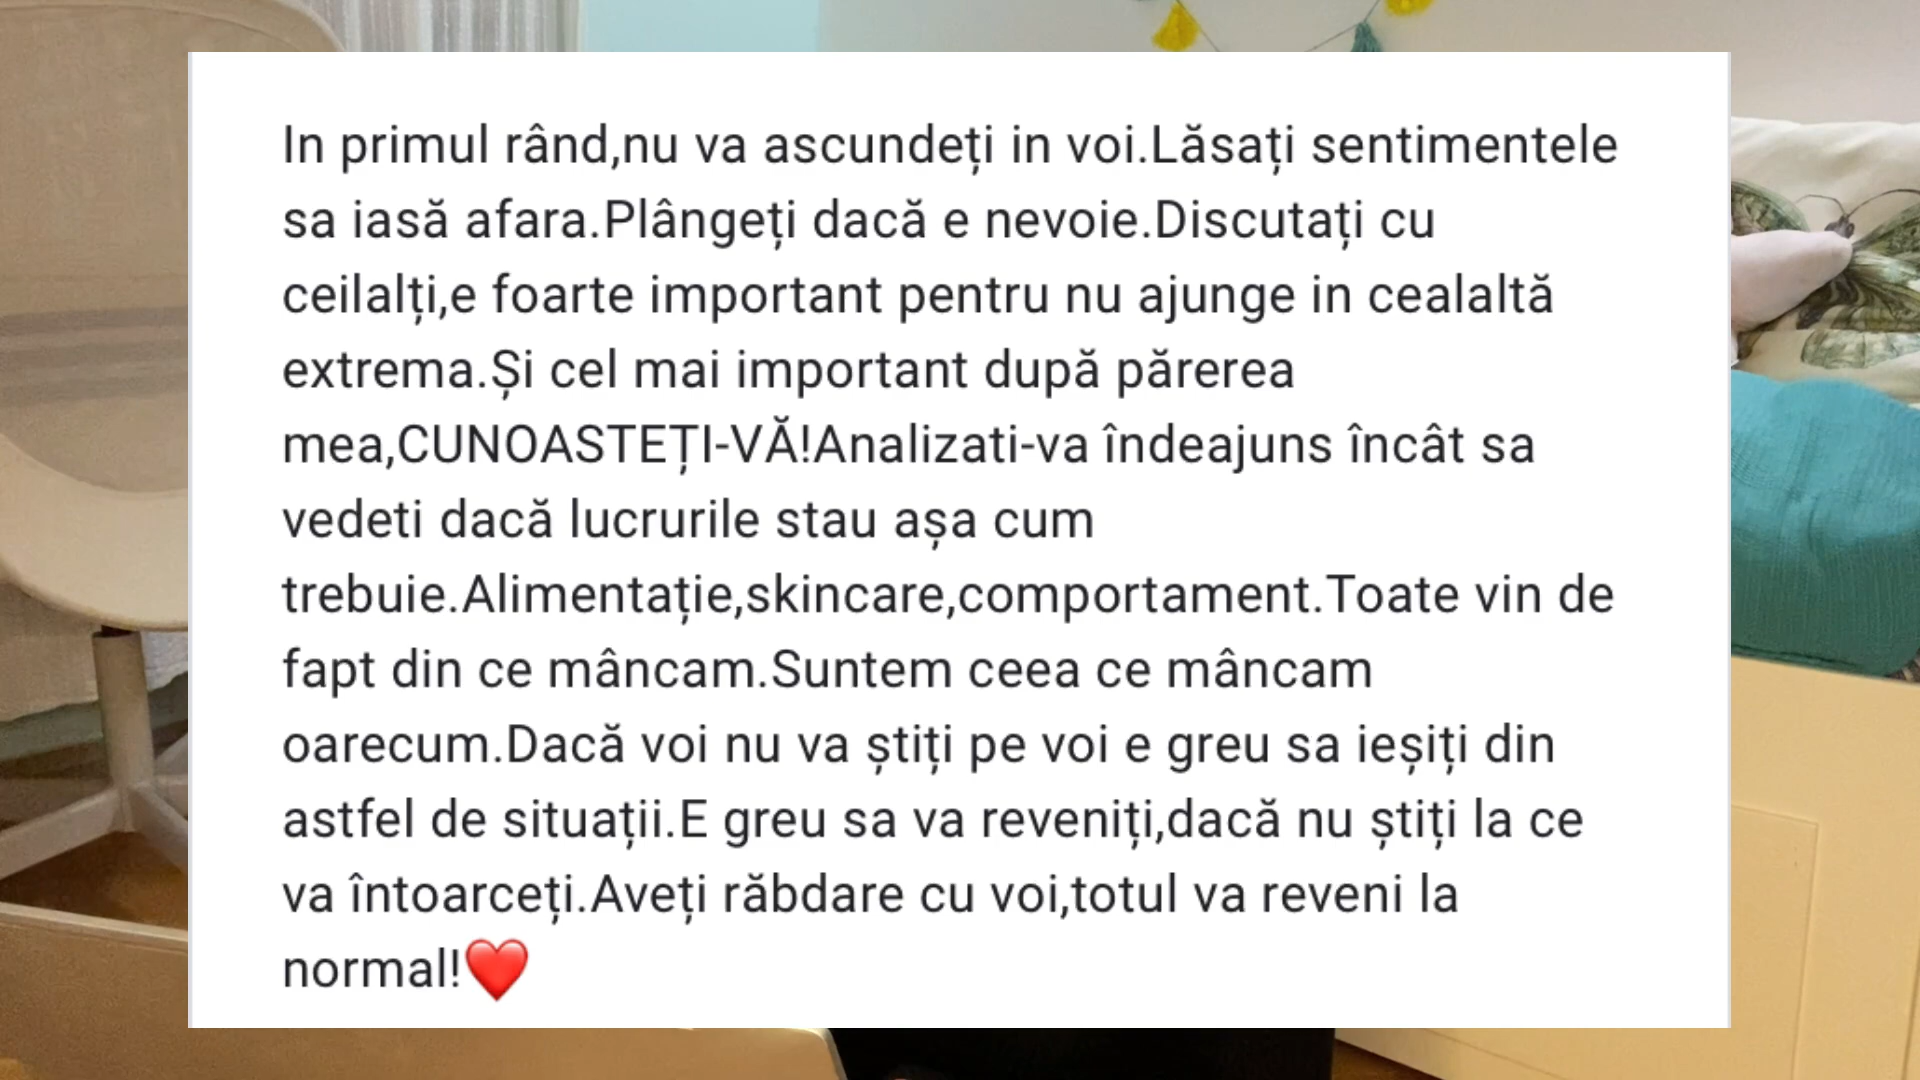 In primul rând,nu va ascundeți in voi.Lăsați sentimentele
sa iasă afara.Plângeți dacă e nevoie.Discutați cu
ceilalți,e foarte important pentru nu ajunge in cealaltă
extrema.Și cel mai important după părerea
mea,CUNOASTEȚI-VĂ!Analizati-va îndeajuns încât sa
vedeti dacă lucrurile stau așa cum
trebuie.Alimentație,skincare,comportament.Toate vin de
fapt din ce mâncam.Suntem ceea ce mâncam
oarecum.Dacă voi nu va știți pe voi e greu sa ieșiți din
astfel de situații.E greu sa va reveniți,dacă nu știți la ce
va întoarceți.Aveți răbdare cu voi,totul va reveni la
normal!❤️